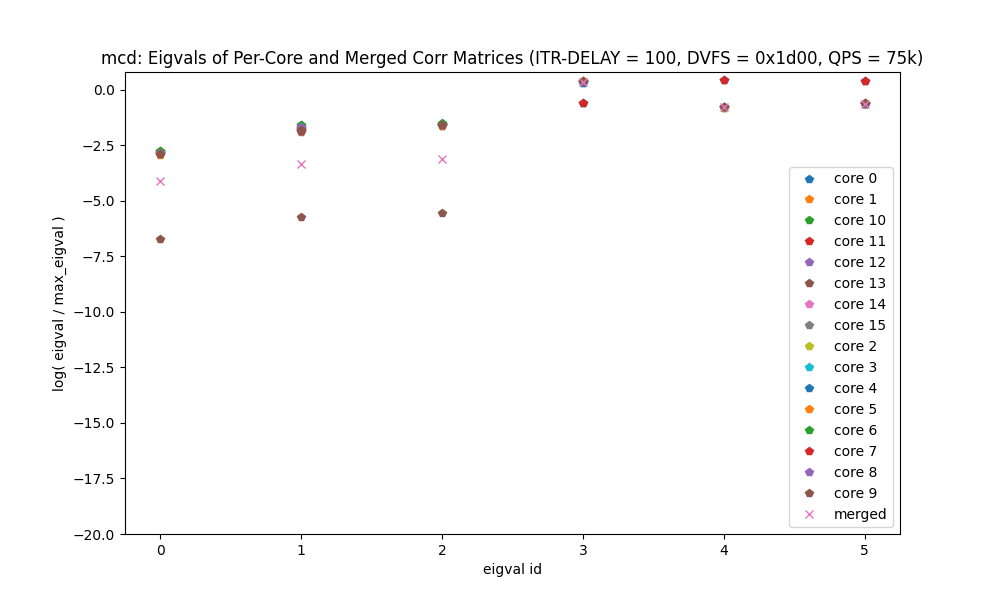 mcd: Eigvals of Per-Core and Merged Corr Matrices (ITR-DELAY = 100, DVFS = 0x1d00, QPS = 75k)
log( eigval / max_eigval )
0.0
−2.5
−5.0
−7.5
−10.0
−12.5
−15.0
−17.5
−20.0
0 1 2 3 4 5
eigval id
core 0
core 1
core 10
core 11
core 12
core 13
core 14
core 15
core 2
core 3
core 4
core 5
core 6
core 7
core 8
core 9
merged